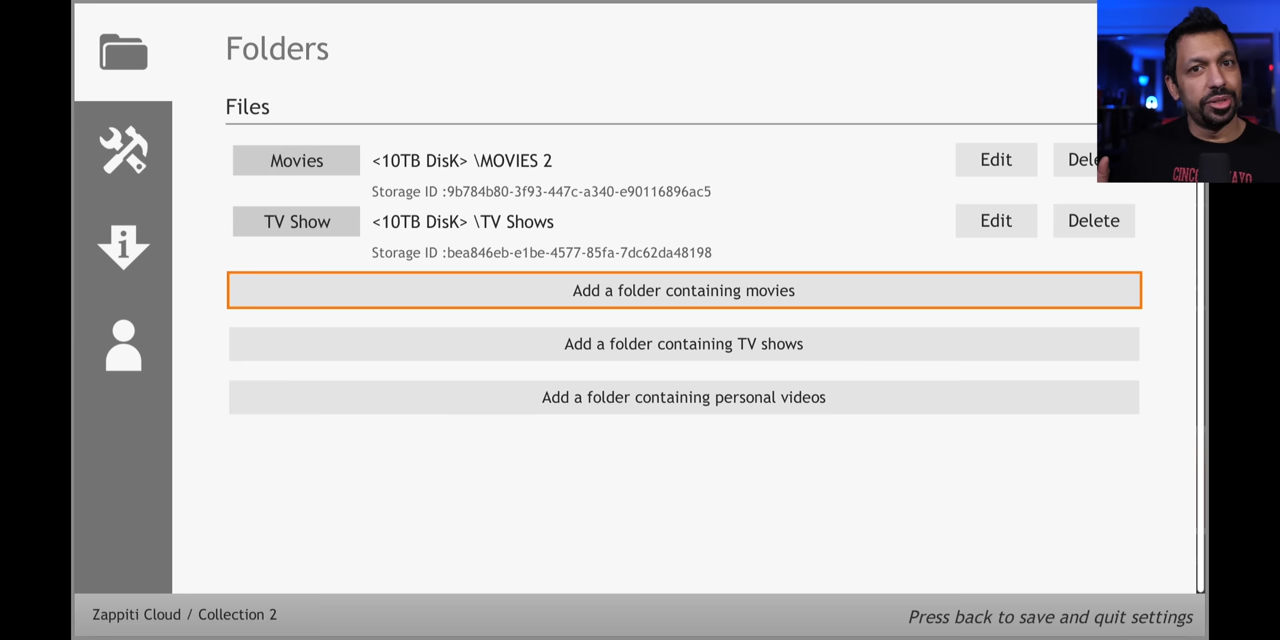 Folders
Files
Movies <10TB DisK> \MOVIES 2 Edit
Storage ID :9b784b80-3f93-447c-a340-e90116896ac5
TV Show <10TB DisK> \TV Shows Edit Delete
Storage ID :bea846eb-e1be-4577-85fa-7dc62da48198
Add a folder containing movies
Add a folder containing TV shows
Add a folder containing personal videos
Zappiti Cloud / Collection 2 Press back to save and quit settings